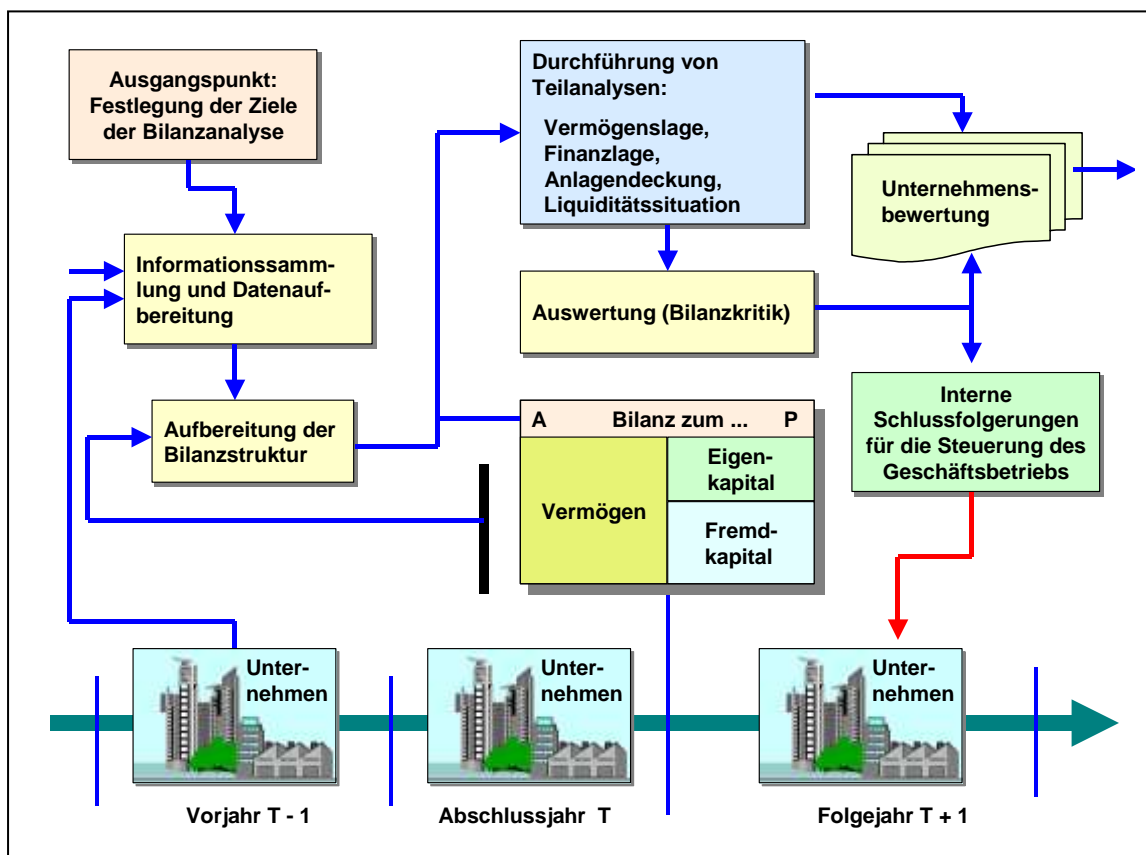 Ausgangspunkt:
Festlegung der Ziele
der Bilanzanalyse
Informationssamm-
lung und Datenauf-
bereitung
Aufbereitung der
Bilanzstruktur
Durchführung von
Teilanalysen:
Vermögenslage,
Finanzlage,
Anlagendeckung,
Liquiditätssituation
Auswertung (Bilanzkritik)
Unternehmens-
bewertung
Interne
Schlussfolgerungen
für die Steuerung des
Geschäftsbetriebs
A Bilanz zum ... P
Vermögen
Eigen-
kapital
Fremd-
kapital
Unter-
nehmen
Unter-
nehmen
Unter-
nehmen
Vorjahr T - 1
Abschlussjahr T
Folgejahr T + 1